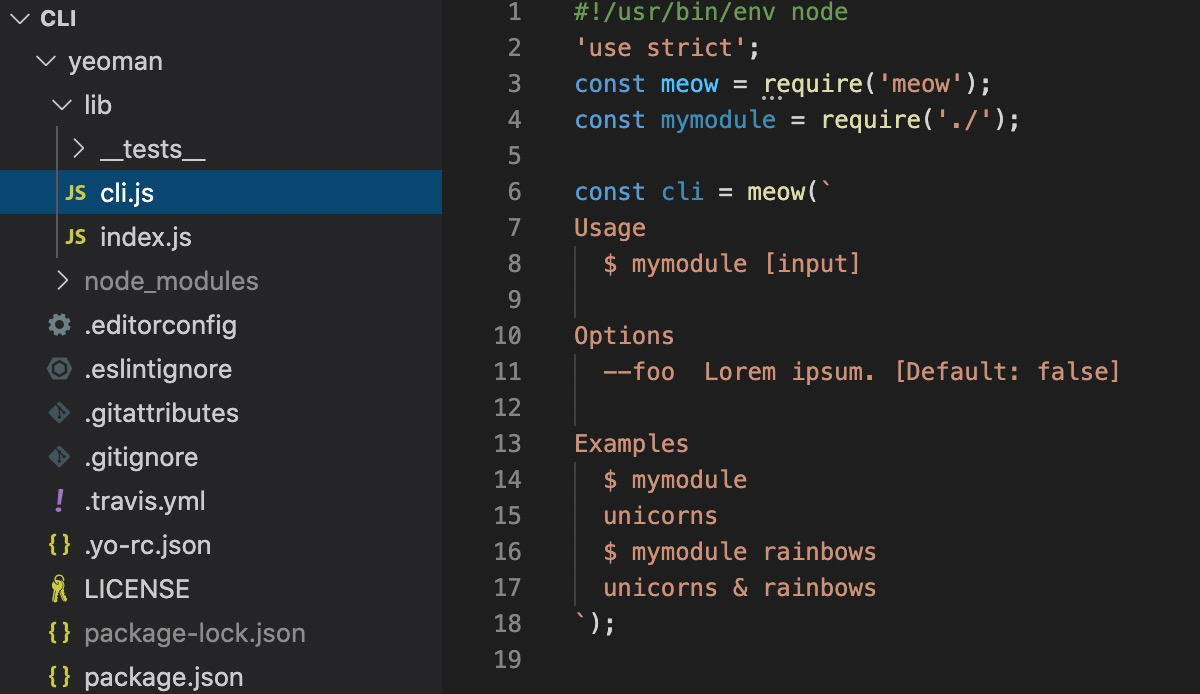 CLI
yeoman
lib
__tests__
JS cli.js
JS index.js
node_modules
.editorconfig
.eslintignore
.gitattributes
.gitignore
! .travis.yml
{} .yo-rc.json
LICENSE
{} package-lock.json
{} package.json
1 #!/usr/bin/env node
2 'use strict';
3 const meow = require('meow');
4 const mymodule = require('./');
5
6 const cli = meow(`
7 Usage
8   $ mymodule [input]
9
10 Options
11   --foo  Lorem ipsum. [Default: false]
12
13 Examples
14   $ mymodule
15   unicorns
16   $ mymodule rainbows
17   unicorns & rainbows
18 `);
19